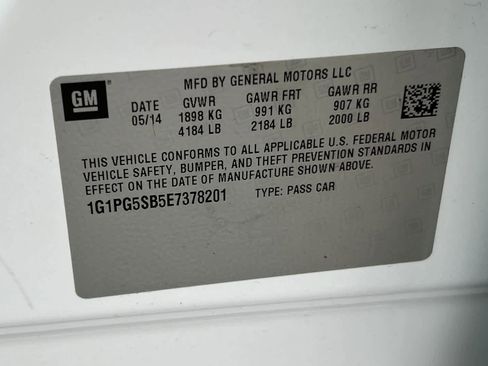 MFD BY GENERAL MOTORS LLC
GM
DATE GVWR GAWR FRT GAWR RR
05/14 1898 KG 991 KG 907 KG
4184 LB 2184 LB 2000 LB
THIS VEHICLE CONFORMS TO ALL APPLICABLE U.S. FEDERAL MOTOR
VEHICLE SAFETY, BUMPER, AND THEFT PREVENTION STANDARDS IN
EFFECT ON THE DATE OF MANUFACTURE SHOWN ABOVE.
1G1PG5SB5E7378201 TYPE: PASS CAR